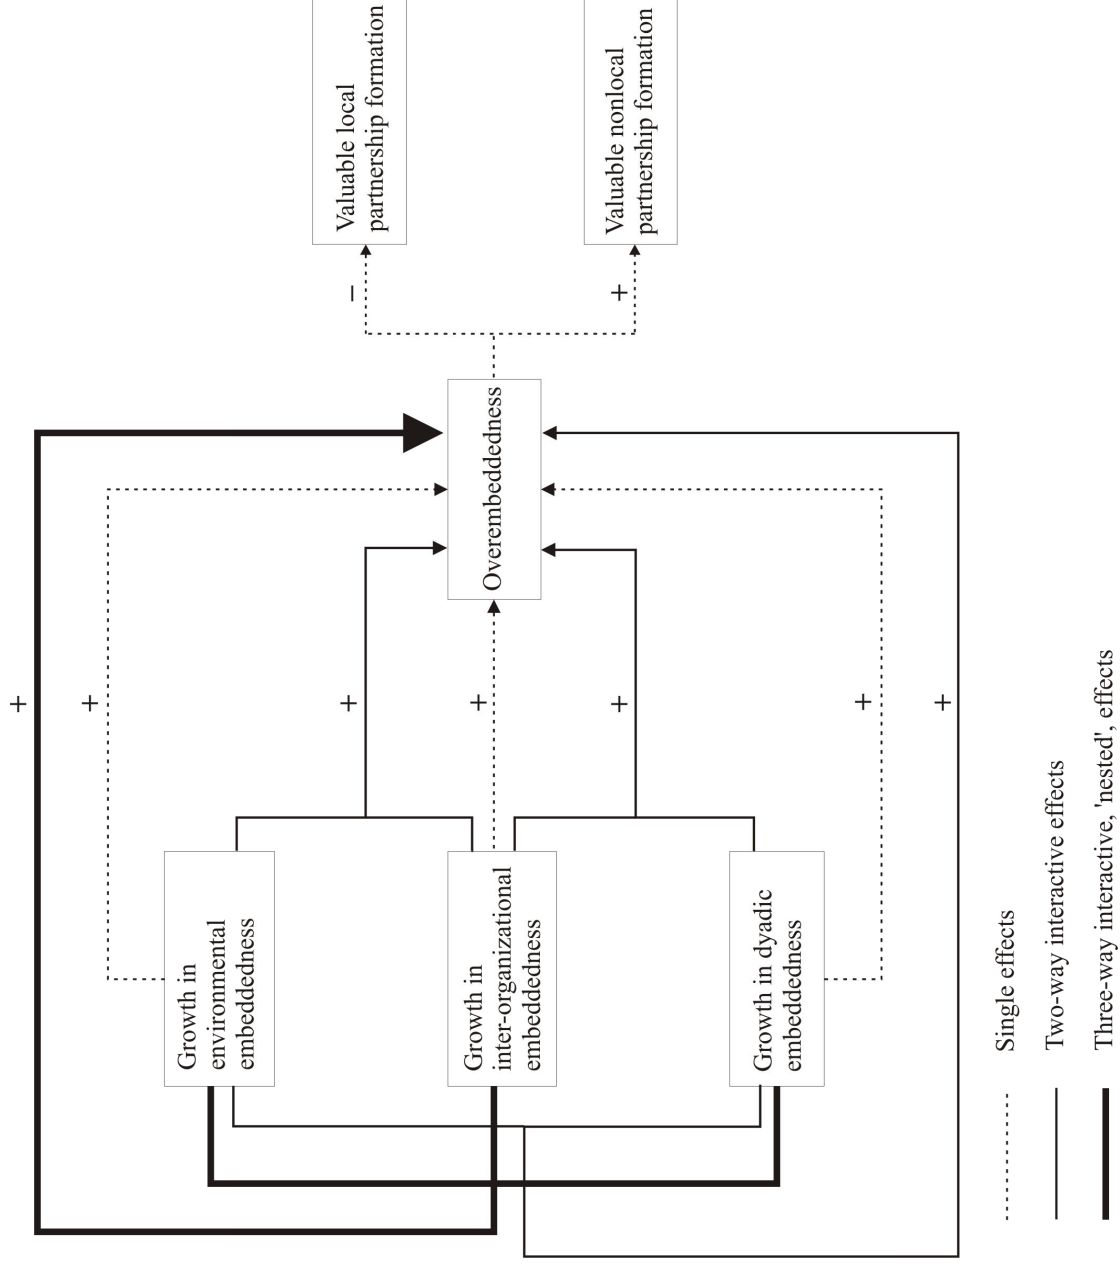 +
+
Growth in
environmental
embeddedness
+
Growth in
inter-organizational
embeddedness
+
Overembeddedness
+
Growth in dyadic
embeddedness
+
+
–
Valuable local
partnership formation
+
Valuable nonlocal
partnership formation
Single effects
Two-way interactive effects
Three-way interactive, 'nested', effects